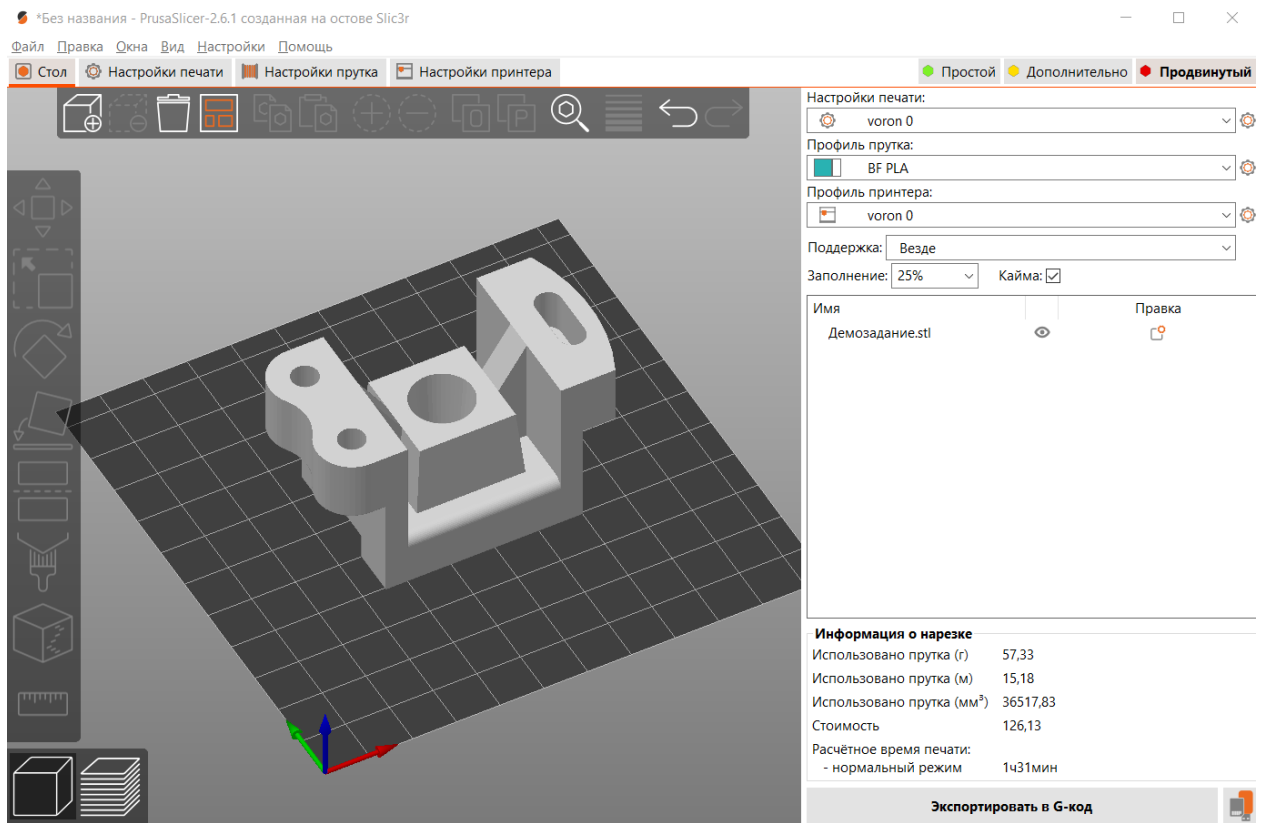 *Без названия - PrusaSlicer-2.6.1 созданная на остове Slic3r
Файл Правка Окна Вид Настройки Помощь
Стол Настройки печати Настройки прутка Настройки принтера Простой Дополнительно Продвинутый
Настройки печати:
voron 0
Профиль прутка:
BF PLA
Профиль принтера:
voron 0
Поддержка: Везде
Заполнение: 25% Кайма:
Имя Правка
Демозадание.stl
Информация о нарезке
Использовано прутка (г) 57,33
Использовано прутка (м) 15,18
Использовано прутка (мм³) 36517,83
Стоимость 126,13
Расчётное время печати:
- нормальный режим 1ч31мин
Экспортировать в G-код